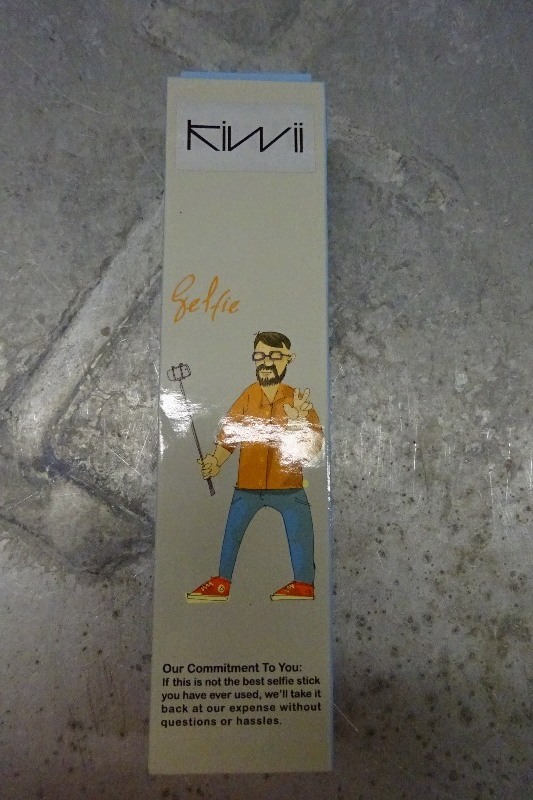 Kiwii
Selfie
Our Commitment To You:
If this is not the best selfie stick
you have ever used, we'll take it
back at our expense without
questions or hassles.